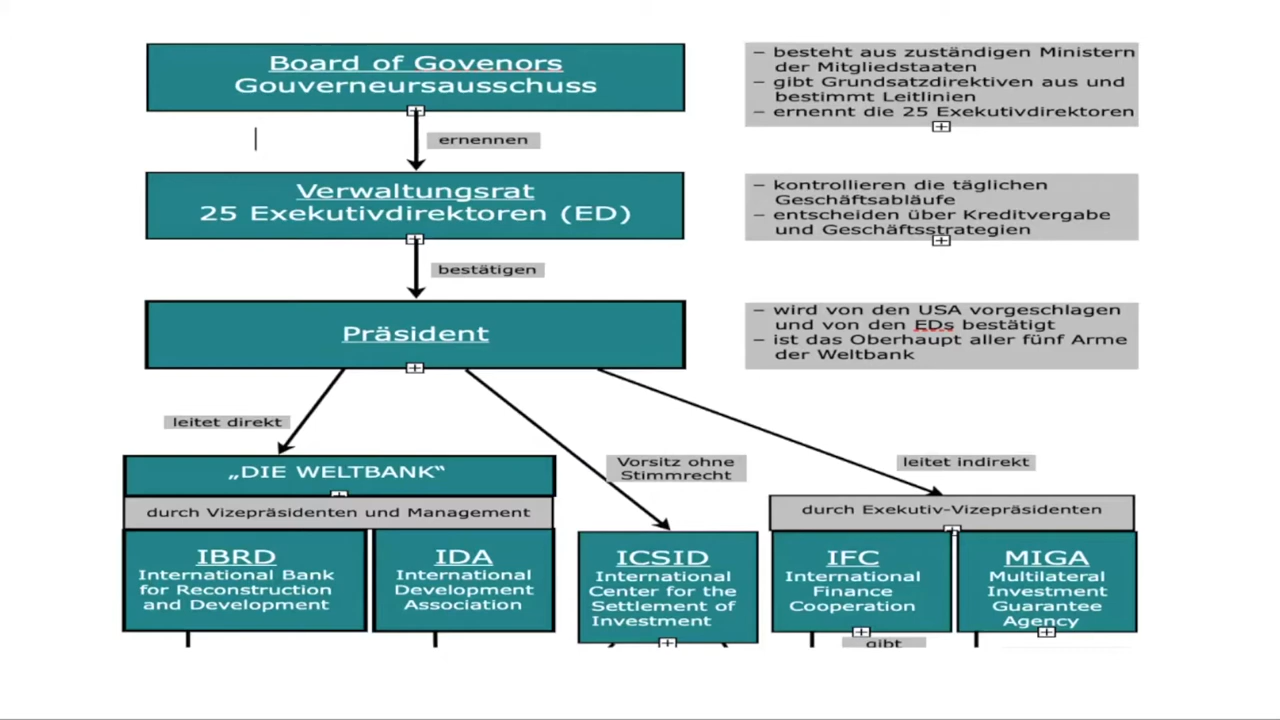 Board of Govenors
Gouverneursausschuss
– besteht aus zuständigen Ministern
der Mitgliedstaaten
– gibt Grundsatzdirektiven aus und
bestimmt Leitlinien
– ernennt die 25 Exekutivdirektoren
ernennen
Verwaltungsrat
25 Exekutivdirektoren (ED)
– kontrollieren die täglichen
Geschäftsabläufe
– entscheiden über Kreditvergabe
und Geschäftsstrategien
bestätigen
Präsident
– wird von den USA vorgeschlagen
und von den EDs bestätigt
– ist das Oberhaupt aller fünf Arme
der Weltbank
leitet direkt
Vorsitz ohne
Stimmrecht
leitet indirekt
„DIE WELTBANK“
durch Vizepräsidenten und Management
durch Exekutiv-Vizepräsidenten
IBRD
International Bank
for Reconstruction
and Development
IDA
International
Development
Association
ICSID
International
Center for the
Settlement of
Investment
IFC
International
Finance
Cooperation
MIGA
Multilateral
Investment
Guarantee
Agency
gibt